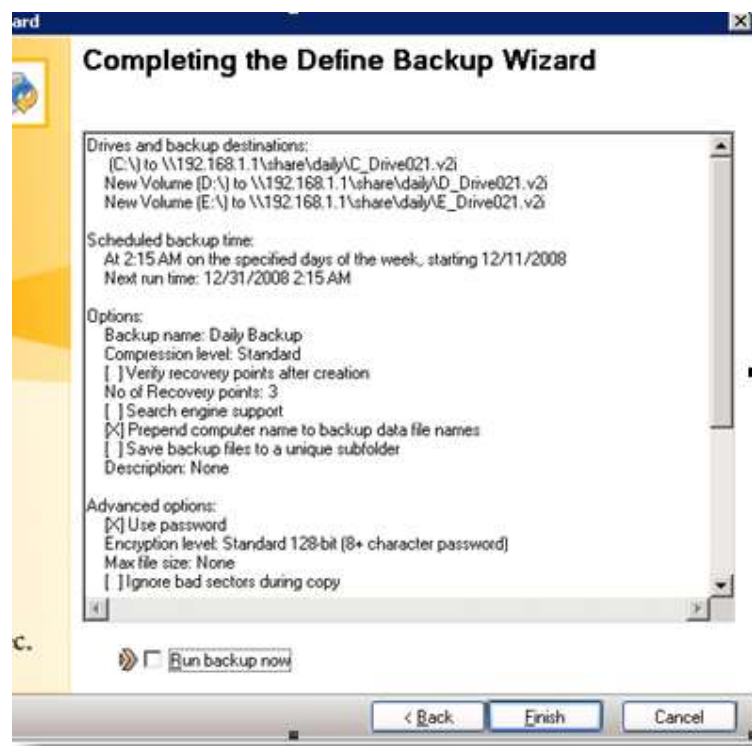 ard
Completing the Define Backup Wizard
Drives and backup destinations:
(C:\) to \\192.168.1.1\share\daily\C_Drive021.v2i
New Volume (D:\) to \\192.168.1.1\share\daily\D_Drive021.v2i
New Volume (E:\) to \\192.168.1.1\share\daily\E_Drive021.v2i
Scheduled backup time:
At 2:15 AM on the specified days of the week, starting 12/11/2008
Next run time: 12/31/2008 2:15 AM
Options:
Backup name: Daily Backup
Compression level: Standard
[ ] Verify recovery points after creation
No of Recovery points: 3
[ ] Search engine support
[X] Prepend computer name to backup data file names
[ ] Save backup files to a unique subfolder
Description: None
Advanced options:
[X] Use password
Encryption level: Standard 128-bit (8+ character password)
Max file size: None
[ ] Ignore bad sectors during copy
c.
Run backup now
< Back
Finish
Cancel